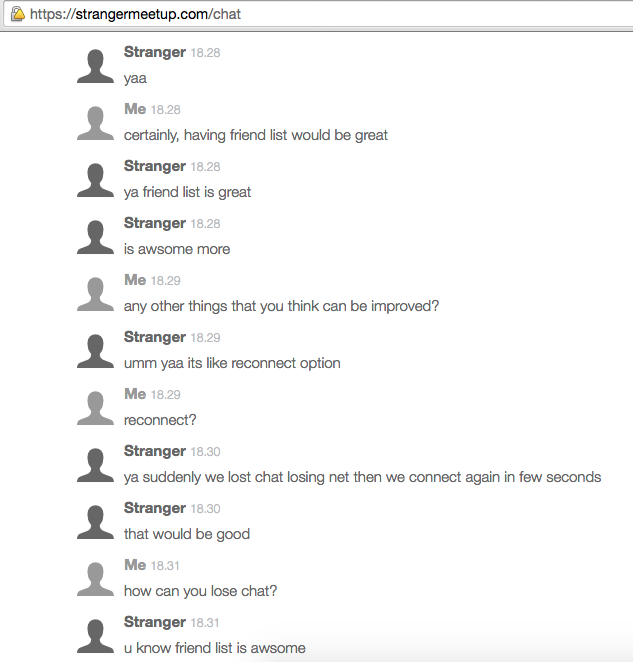 https://strangermeetup.com/chat
Stranger 18.28
yaa
Me 18.28
certainly, having friend list would be great
Stranger 18.28
ya friend list is great
Stranger 18.28
is awsome more
Me 18.29
any other things that you think can be improved?
Stranger 18.29
umm yaa its like reconnect option
Me 18.29
reconnect?
Stranger 18.30
ya suddenly we lost chat losing net then we connect again in few seconds
Stranger 18.30
that would be good
Me 18.31
how can you lose chat?
Stranger 18.31
u know friend list is awsome